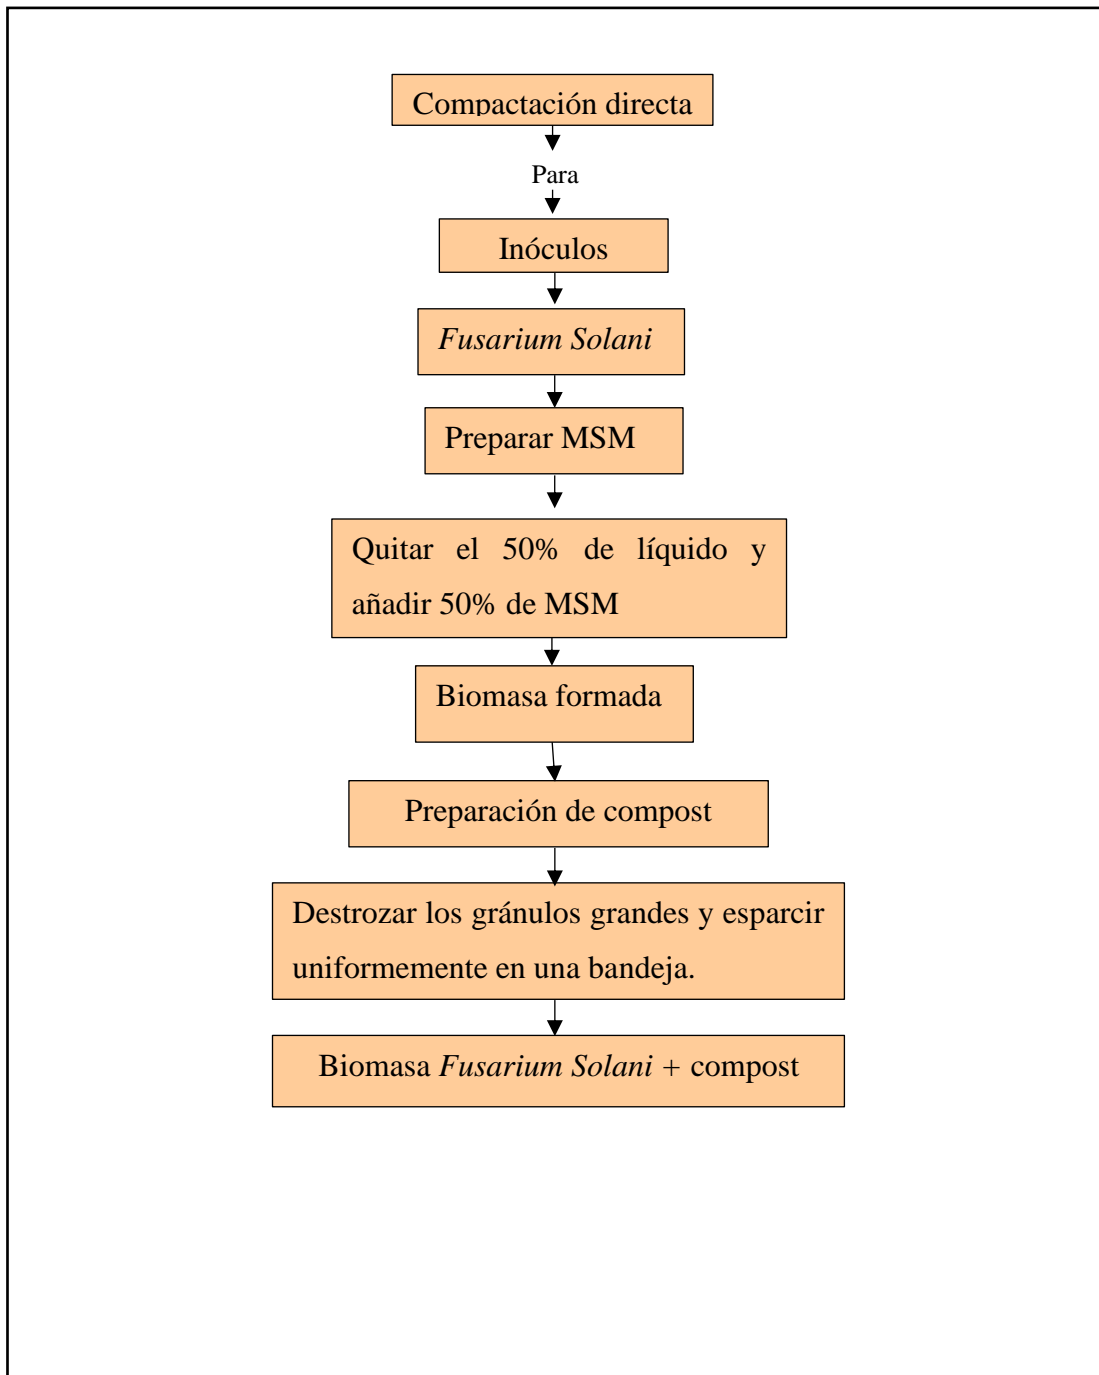 Compactación directa
Para
Inóculos
Fusarium Solani
Preparar MSM
Quitar el 50% de líquido y
añadir 50% de MSM
Biomasa formada
Preparación de compost
Destrozar los gránulos grandes y esparcir
uniformemente en una bandeja.
Biomasa Fusarium Solani + compost